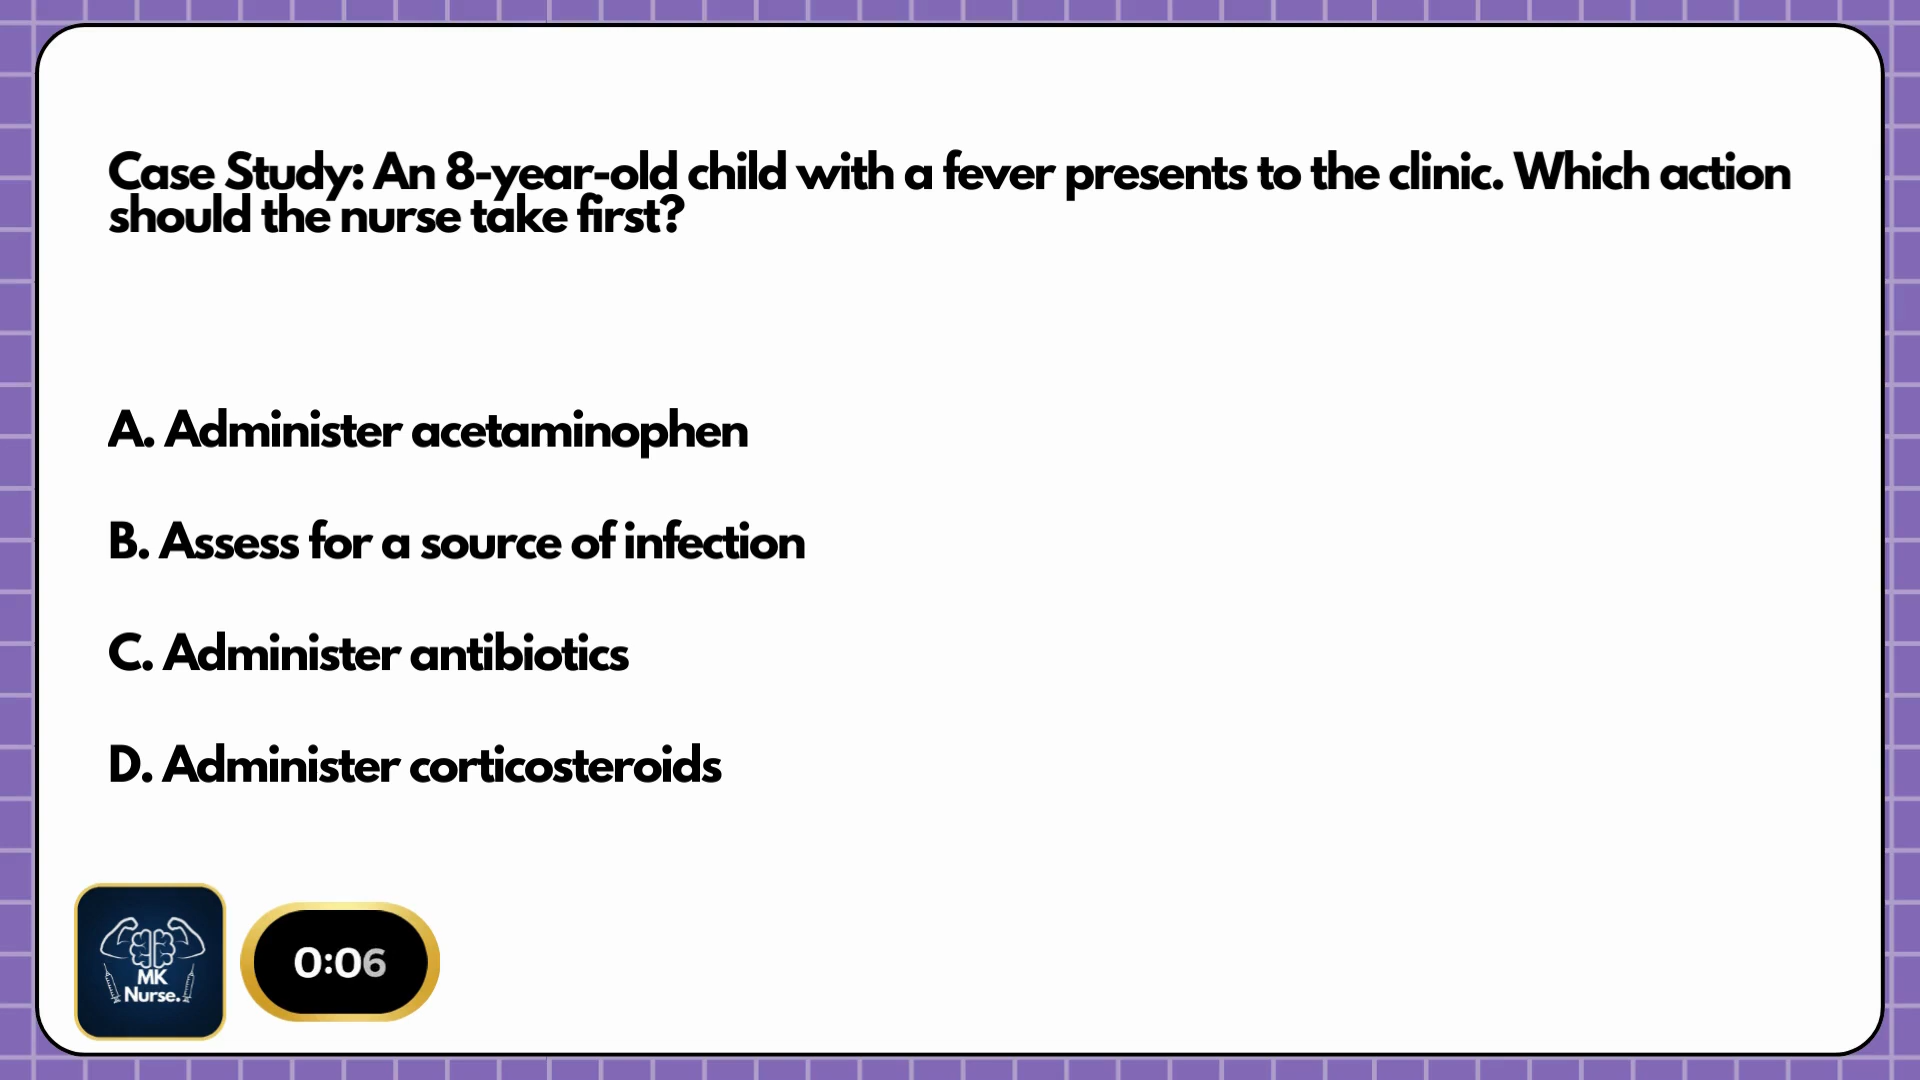 Case Study: An 8-year-old child with a fever presents to the clinic. Which action
should the nurse take first?
A. Administer acetaminophen
B. Assess for a source of infection
C. Administer antibiotics
D. Administer corticosteroids
MK
Nurse.
0:06